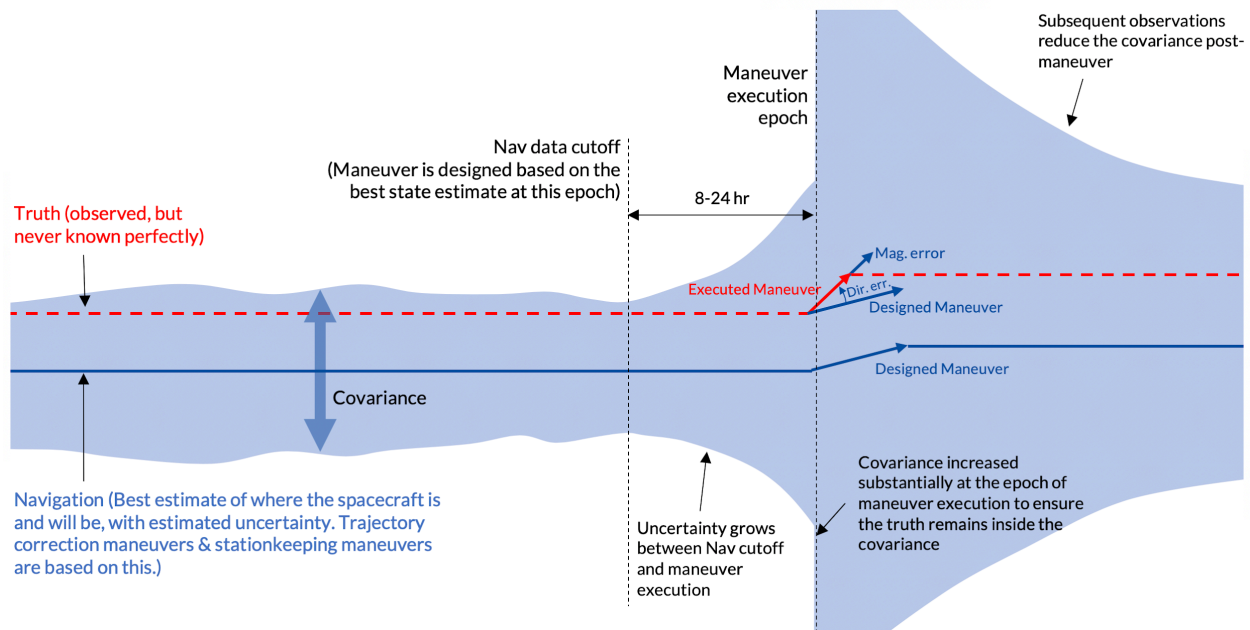 Subsequent observations
reduce the covariance post-
maneuver
Maneuver
execution
epoch
Nav data cutoff
(Maneuver is designed based on the
best state estimate at this epoch)
8-24 hr
Truth (observed, but
never known perfectly)
Mag. error
Executed Maneuver
Dir. err.
Designed Maneuver
Designed Maneuver
Covariance
Navigation (Best estimate of where the spacecraft is
and will be, with estimated uncertainty. Trajectory
correction maneuvers & stationkeeping maneuvers
are based on this.)
Uncertainty grows
between Nav cutoff
and maneuver
execution
Covariance increased
substantially at the epoch of
maneuver execution to ensure
the truth remains inside the
covariance